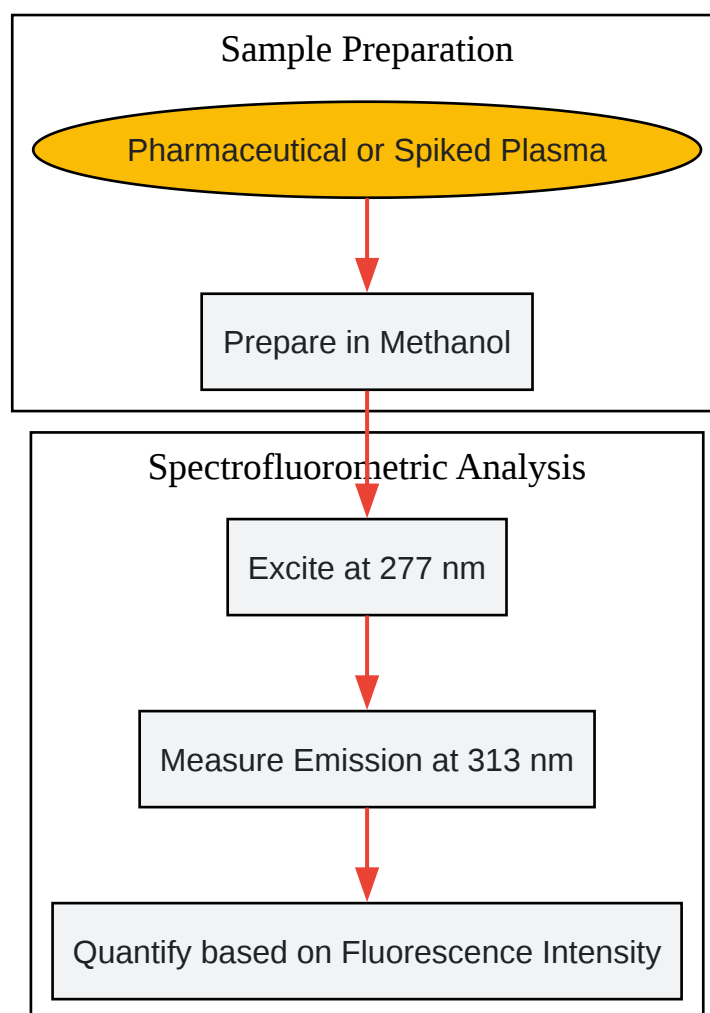 Sample Preparation
Pharmaceutical or Spiked Plasma
Prepare in Methanol
Spectrofluorometric Analysis
Excite at 277 nm
Measure Emission at 313 nm
Quantify based on Fluorescence Intensity